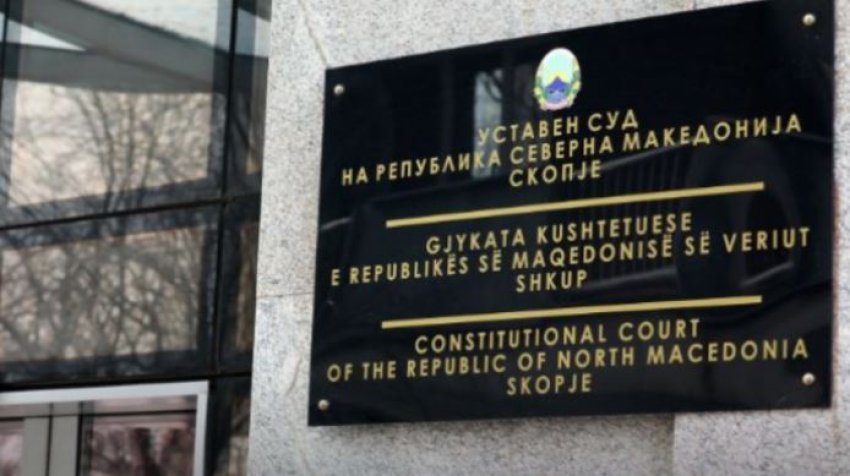 УСТАВЕН СУД
НА РЕПУБЛИКА СЕВЕРНА МАКЕДОНИЈА
СКОПЈЕ
GJYKATA KUSHTETUESE
E REPUBLIKËS SË MAQEDONISË SË VERIUT
SHKUP
CONSTITUTIONAL COURT
OF THE REPUBLIC OF NORTH MACEDONIA
SKOPJE